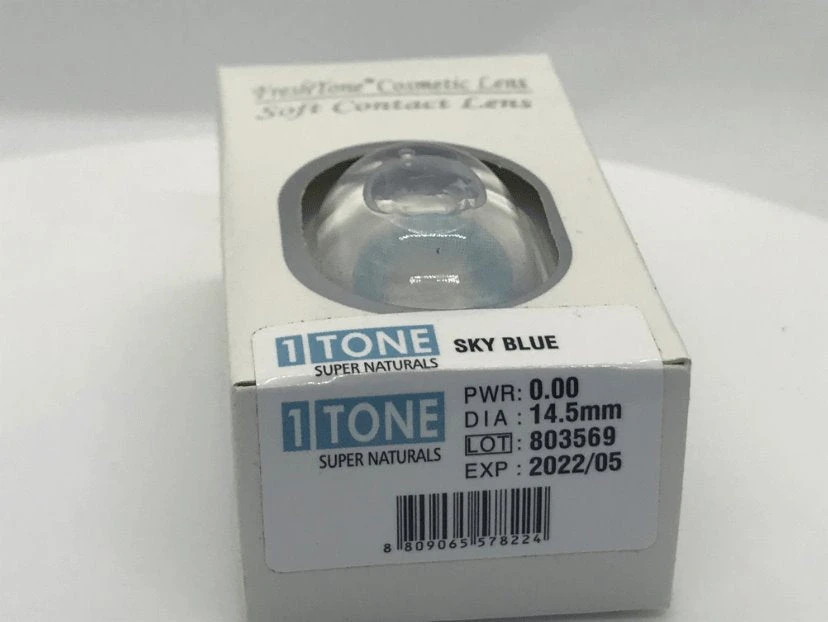 FreshTone™ Cosmetic Lens
Soft Contact Lens
1 TONE SKY BLUE
SUPER NATURALS
1 TONE
SUPER NATURALS
PWR: 0.00
DIA : 14.5mm
LOT : 803569
EXP : 2022/05
8 809065 578224